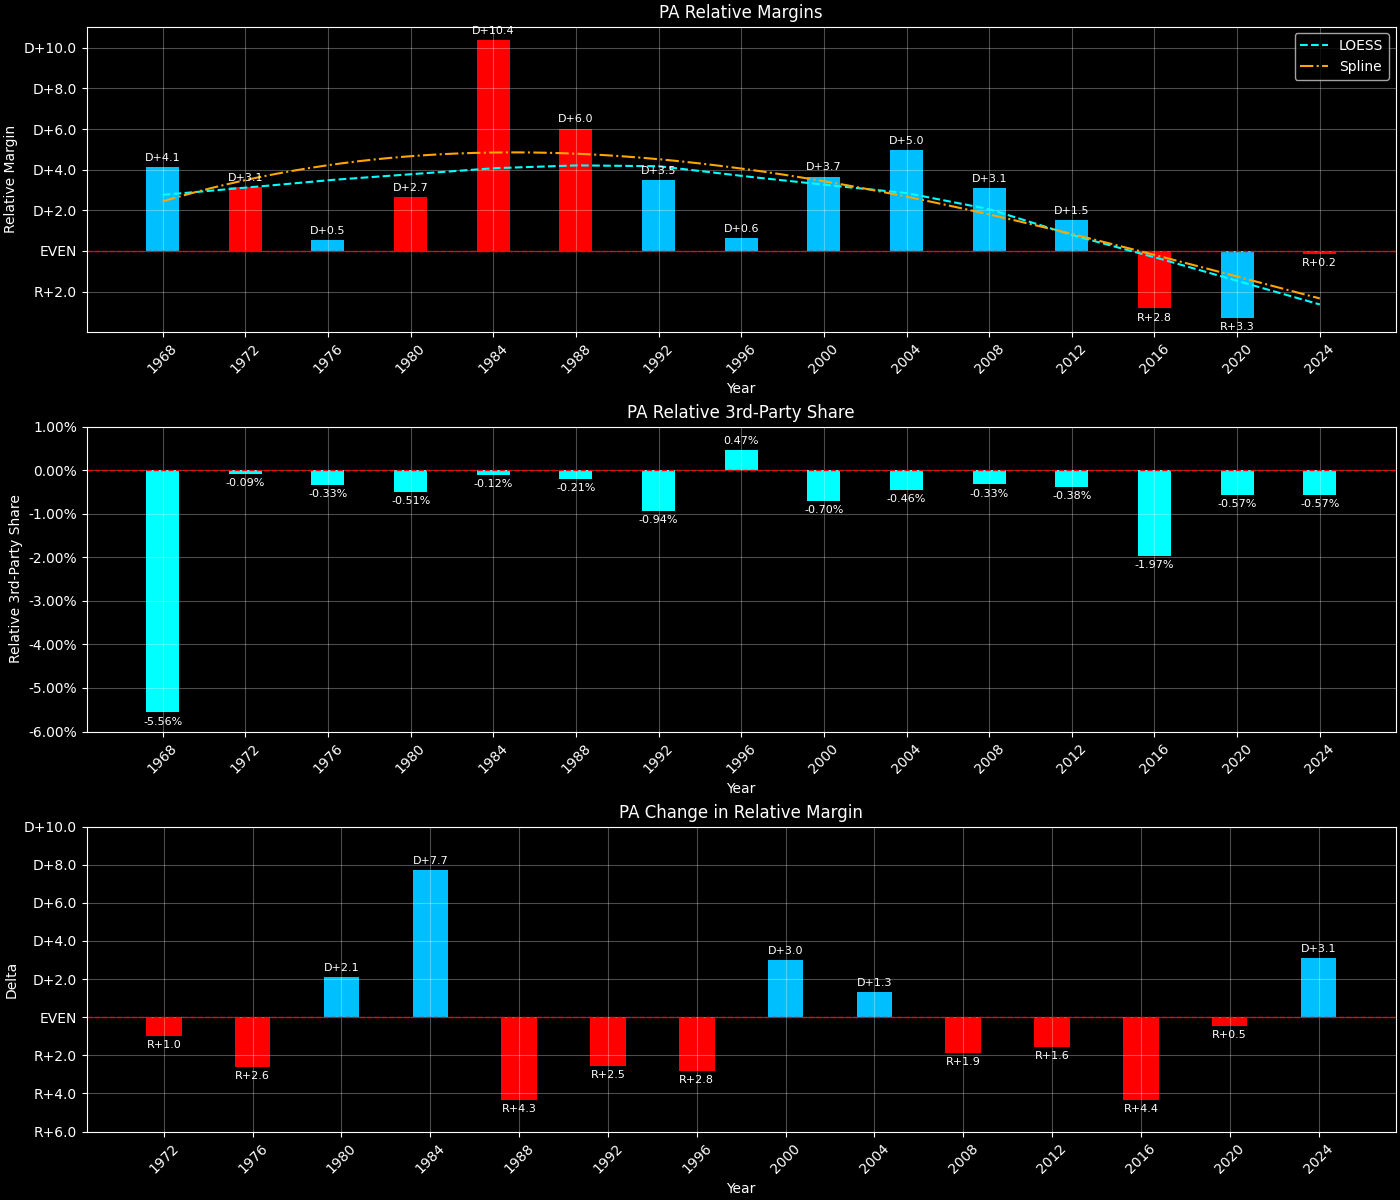 PA Relative Margins
Relative Margin
D+10.0
D+8.0
D+6.0
D+4.0
D+2.0
EVEN
R+2.0
D+4.1
D+3.1
D+0.5
D+2.7
D+10.4
D+6.0
D+3.5
D+0.6
D+3.7
D+5.0
D+3.1
D+1.5
R+2.8
R+3.3
R+0.2
LOESS
Spline
1968
1972
1976
1980
1984
1988
1992
1996
2000
2004
2008
2012
2016
2020
2024
Year
PA Relative 3rd-Party Share
Relative 3rd-Party Share
1.00%
0.00%
-1.00%
-2.00%
-3.00%
-4.00%
-5.00%
-6.00%
-5.56%
-0.09%
-0.33%
-0.51%
-0.12%
-0.21%
-0.94%
0.47%
-0.70%
-0.46%
-0.33%
-0.38%
-1.97%
-0.57%
-0.57%
1968
1972
1976
1980
1984
1988
1992
1996
2000
2004
2008
2012
2016
2020
2024
Year
PA Change in Relative Margin
Delta
D+10.0
D+8.0
D+6.0
D+4.0
D+2.0
EVEN
R+2.0
R+4.0
R+6.0
R+1.0
R+2.6
D+2.1
D+7.7
R+4.3
R+2.5
R+2.8
D+3.0
D+1.3
R+1.9
R+1.6
R+4.4
R+0.5
D+3.1
1972
1976
1980
1984
1988
1992
1996
2000
2004
2008
2012
2016
2020
2024
Year